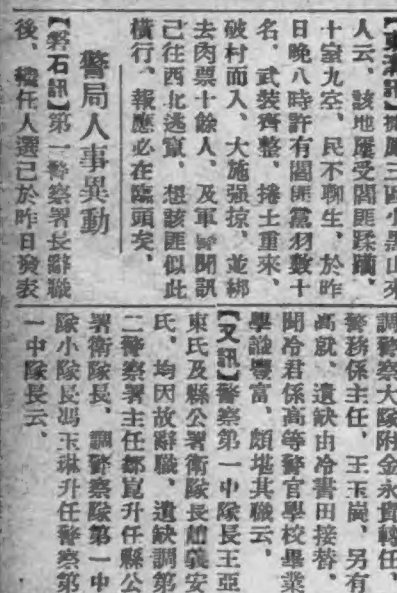 【東溝訊】據屬三區小黑山來
人云、該地屢受閻匪蹂躪、
十室九空、民不聊生、於昨
日晚八時許有閻匪黨羽數十
名、武裝齊整、捲土重來、
破村而入、大施强掠、並綁
去肉票十餘人、及軍警聞訊
已往西北逃竄、想該匪似此
橫行、報應必在臨頭矣、
警局人事異動
【磐石訊】第一警察署長辭職
後、繼任人選已於昨日發表
調警察大隊附金永貴轉任、
警務係主任、王玉崗、另有
高就、遺缺由冷書田接替、
聞冷君係高等警官學校畢業
學識豐富、頗堪其職云、
【又訊】警察第一中隊長王亞
東氏及縣公署衛隊長趙義安
氏、均因故辭職、遺缺調第
二警察署主任鄒崑升任縣公
署衛隊長、調警察隊第一中
隊小隊長馮玉琳升任警察第
一中隊長云、